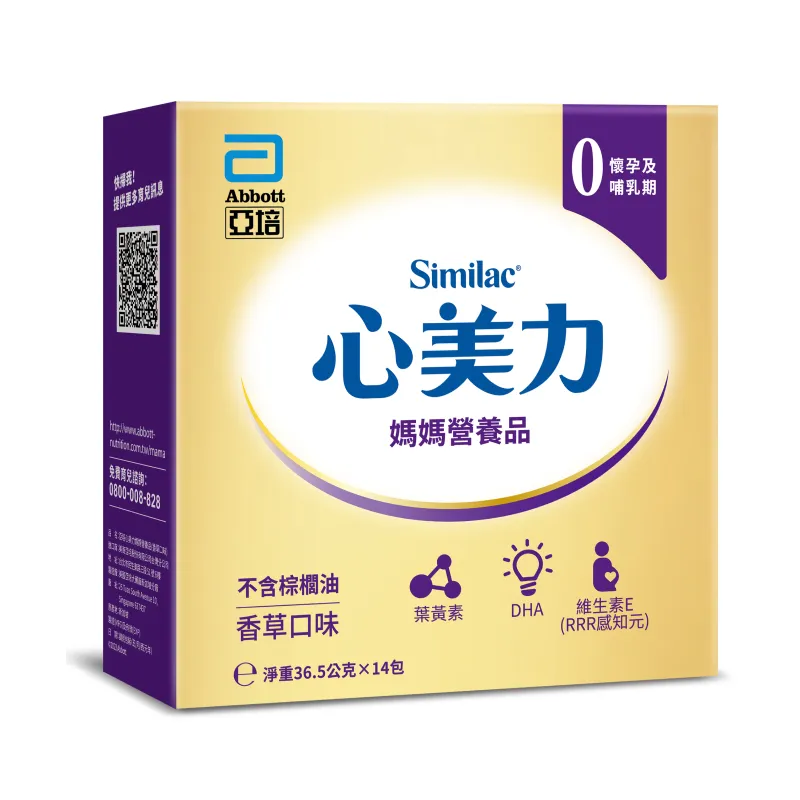 Abbott
亞培
0 懷孕及
哺乳期
Similac®
心美力
媽媽營養品
不含棕櫚油
香草口味
葉黃素
DHA
維生素E
(RRR感知元)
℮ 淨重36.5公克×14包
快掃我!
提供更多育兒訊息
http://www.abbott-
nutrition.com.tw/mama
免費育兒諮詢:
0800-008-828